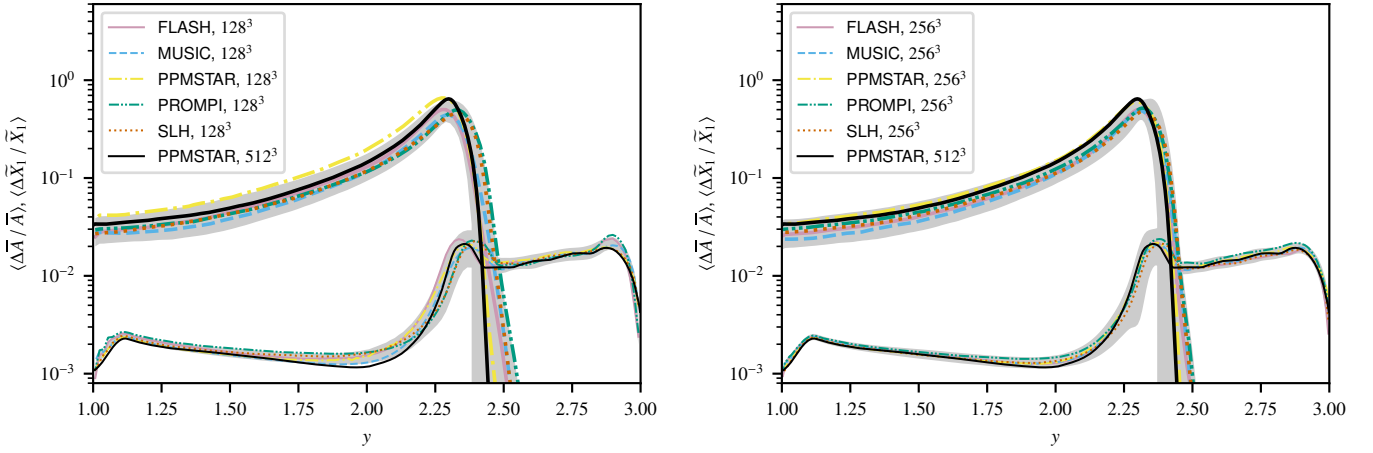 FLASH, 128³
MUSIC, 128³
PPMSTAR, 128³
PROMPI, 128³
SLH, 128³
PPMSTAR, 512³
10⁰
10⁻¹
10⁻²
10⁻³
⟨ΔA̅ / A̅⟩, ⟨ΔX̃₁ / X̃₁⟩
1.00 1.25 1.50 1.75 2.00 2.25 2.50 2.75 3.00
y
FLASH, 256³
MUSIC, 256³
PPMSTAR, 256³
PROMPI, 256³
SLH, 256³
PPMSTAR, 512³
10⁰
10⁻¹
10⁻²
10⁻³
⟨ΔA̅ / A̅⟩, ⟨ΔX̃₁ / X̃₁⟩
1.00 1.25 1.50 1.75 2.00 2.25 2.50 2.75 3.00
y